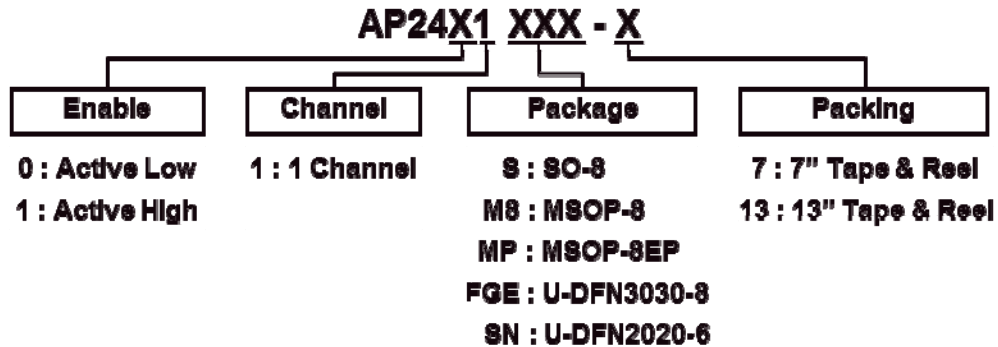 AP24X1 XXX - X
Enable Channel Package Packing
0 : Active Low 1 : 1 Channel S : SO-8 7 : 7" Tape & Reel
1 : Active High M8 : MSOP-8 13 : 13" Tape & Reel
MP : MSOP-8EP
FGE : U-DFN3030-8
SN : U-DFN2020-6